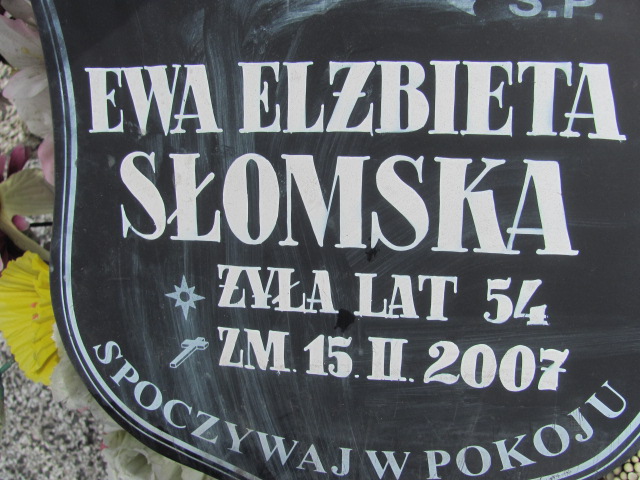 Ś.P.
EWA ELŻBIETA
SŁOMSKA
ŻYŁA LAT 54
ZM. 15. II. 2007
SPOCZYWAJ W POKOJU